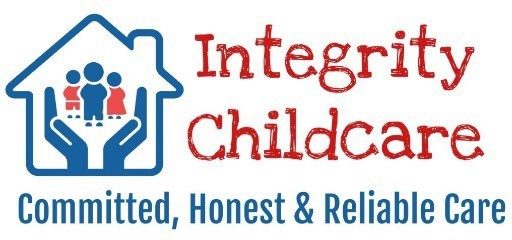 Integrity
Childcare
Committed, Honest & Reliable Care